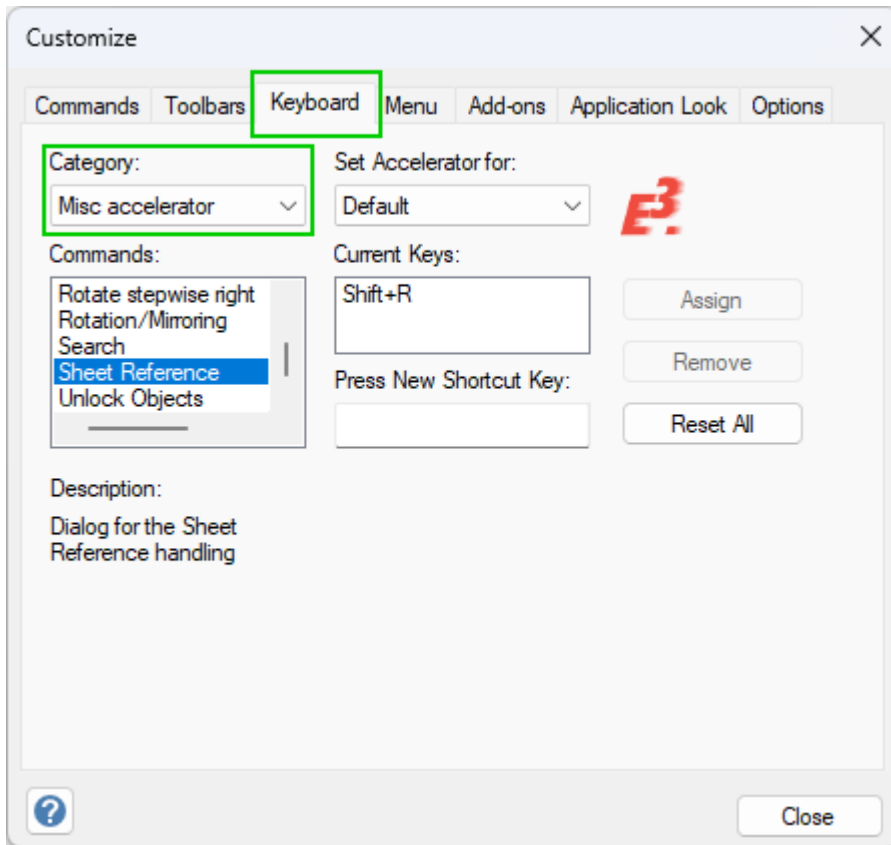 Customize
Commands Toolbars Keyboard Menu Add-ons Application Look Options
Category:
Misc accelerator
Set Accelerator for:
Default
E³.
Commands:
Rotate stepwise right
Rotation/Mirroring
Search
Sheet Reference
Unlock Objects
Current Keys:
Shift+R
Press New Shortcut Key:
Assign
Remove
Reset All
Description:
Dialog for the Sheet
Reference handling
?
Close